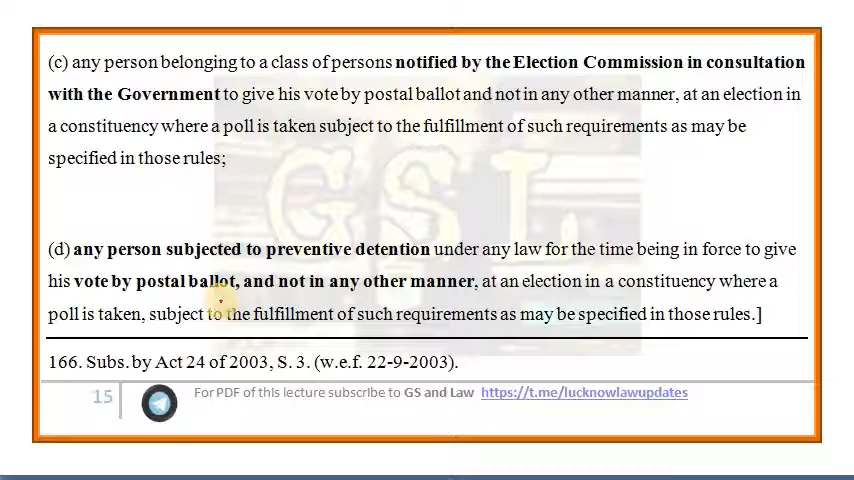 (c) any person belonging to a class of persons notified by the Election Commission in consultation
with the Government to give his vote by postal ballot and not in any other manner, at an election in
a constituency where a poll is taken subject to the fulfillment of such requirements as may be
specified in those rules;
GSL
(d) any person subjected to preventive detention under any law for the time being in force to give
his vote by postal ballot, and not in any other manner, at an election in a constituency where a
poll is taken, subject to the fulfillment of such requirements as may be specified in those rules.]
166. Subs. by Act 24 of 2003, S. 3. (w.e.f. 22-9-2003).
15 For PDF of this lecture subscribe to GS and Law https://t.me/lucknowlawupdates